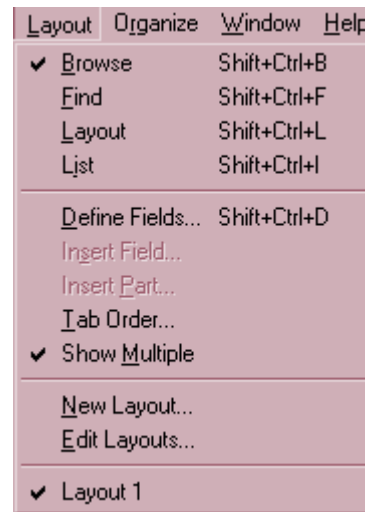 Layout Organize Window Help
✓ Browse Shift+Ctrl+B
Find Shift+Ctrl+F
Layout Shift+Ctrl+L
List Shift+Ctrl+I
Define Fields... Shift+Ctrl+D
Insert Field...
Insert Part...
Tab Order...
✓ Show Multiple
New Layout...
Edit Layouts...
✓ Layout 1